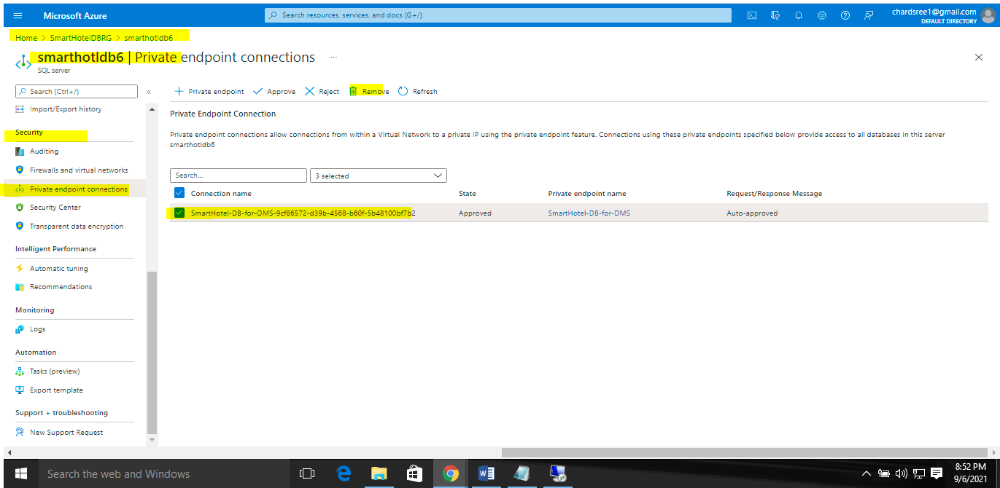 Microsoft Azure
Search resources, services, and docs (G+/)
chardsree1@gmail.com
DEFAULT DIRECTORY
Home > SmartHotelDBRG > smarthotldb6
smarthotldb6 | Private endpoint connections ...
SQL server
Search (Ctrl+/)
«
Import/Export history
Security
Auditing
Firewalls and virtual networks
Private endpoint connections
Security Center
Transparent data encryption
Intelligent Performance
Automatic tuning
Recommendations
Monitoring
Logs
Automation
Tasks (preview)
Export template
Support + troubleshooting
New Support Request
Private endpoint Approve Reject Remove Refresh
Private Endpoint Connection
Private endpoint connections allow connections from within a Virtual Network to a private IP using the private endpoint feature. Connections using these private endpoints specified below provide access to all databases in this server
smarthotldb6
Search... 3 selected
Connection name State Private endpoint name Request/Response Message
SmartHotel-DB-for-DMS-9cf86572-d39b-4568-b60f-5b48100bf7b2 Approved SmartHotel-DB-for-DMS Auto-approved
Search the web and Windows
8:52 PM
9/6/2021